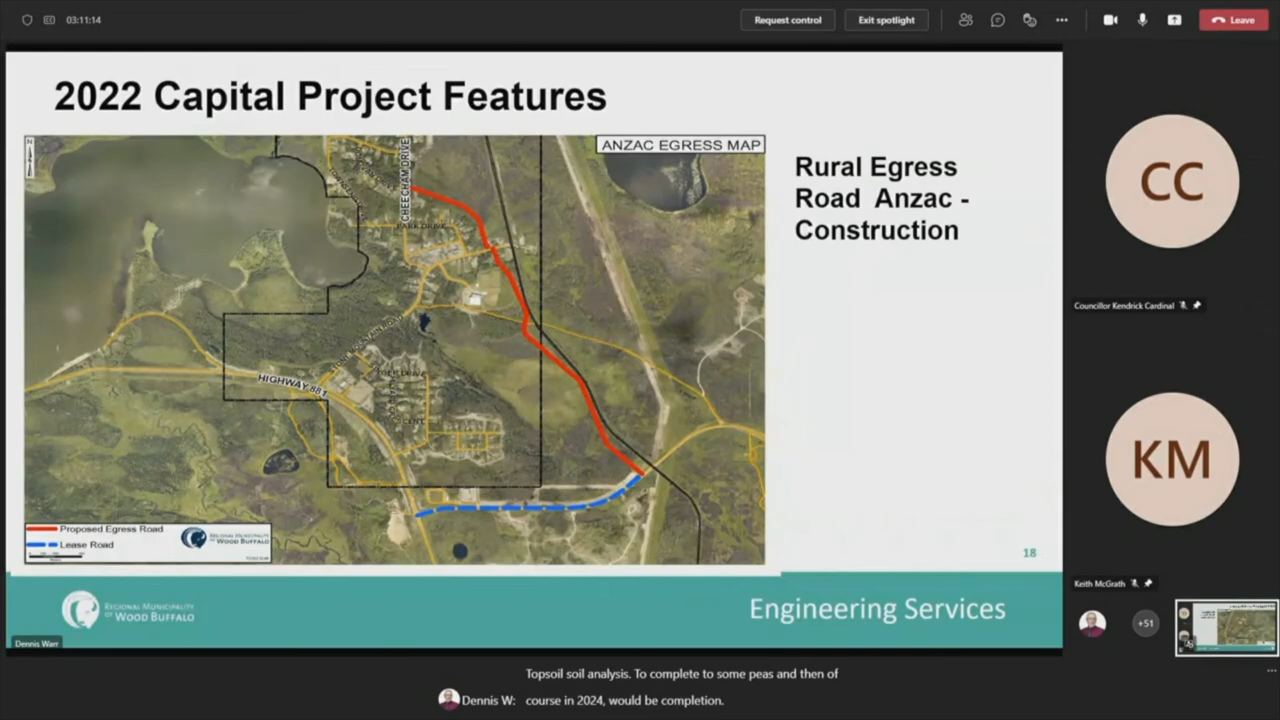 03:11:14
Request control
Exit spotlight
Leave
2022 Capital Project Features
ANZAC EGRESS MAP
N
CHEECHAM DRIVE
PARK DRIVE
HIGHWAY 881
Proposed Egress Road
Lease Road
REGIONAL MUNICIPALITY
OF WOOD BUFFALO
Rural Egress
Road Anzac -
Construction
18
REGIONAL MUNICIPALITY
OF WOOD BUFFALO
Engineering Services
Dennis Warr
CC
Councillor Kendrick Cardinal
KM
Keith McGrath
+51
Topsoil soil analysis. To complete to some peas and then of
Dennis W: course in 2024, would be completion.